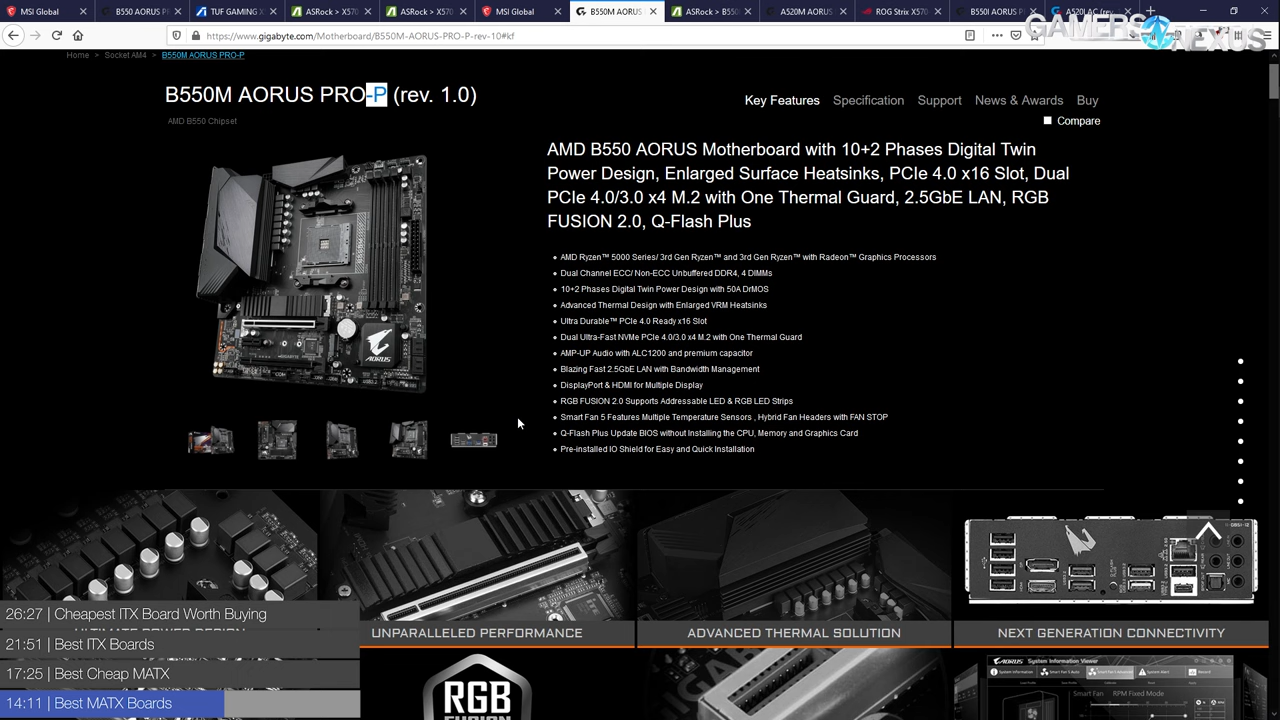 MSI Global
B550 AORUS P
TUF GAMING X
ASRock > X570
ASRock > X570
MSI Global
B550M AORUS
ASRock > B550
A520M AORUS
ROG Strix X570
B550I AORUS P
A520I AC (rev.
GAMERS NEXUS
https://www.gigabyte.com/Motherboard/B550M-AORUS-PRO-P-rev-10#kf
Home > Socket AM4 > B550M AORUS PRO-P
B550M AORUS PRO-P (rev. 1.0)
AMD B550 Chipset
Key Features Specification Support News & Awards Buy
Compare
AMD B550 AORUS Motherboard with 10+2 Phases Digital Twin
Power Design, Enlarged Surface Heatsinks, PCIe 4.0 x16 Slot, Dual
PCIe 4.0/3.0 x4 M.2 with One Thermal Guard, 2.5GbE LAN, RGB
FUSION 2.0, Q-Flash Plus
AMD Ryzen™ 5000 Series/ 3rd Gen Ryzen™ and 3rd Gen Ryzen™ with Radeon™ Graphics Processors
Dual Channel ECC/ Non-ECC Unbuffered DDR4, 4 DIMMs
10+2 Phases Digital Twin Power Design with 50A DrMOS
Advanced Thermal Design with Enlarged VRM Heatsinks
Ultra Durable™ PCIe 4.0 Ready x16 Slot
Dual Ultra-Fast NVMe PCIe 4.0/3.0 x4 M.2 with One Thermal Guard
AMP-UP Audio with ALC1200 and premium capacitor
Blazing Fast 2.5GbE LAN with Bandwidth Management
DisplayPort & HDMI for Multiple Display
RGB FUSION 2.0 Supports Addressable LED & RGB LED Strips
Smart Fan 5 Features Multiple Temperature Sensors , Hybrid Fan Headers with FAN STOP
Q-Flash Plus Update BIOS without Installing the CPU, Memory and Graphics Card
Pre-installed IO Shield for Easy and Quick Installation
AORUS
UNPARALLELED PERFORMANCE
ADVANCED THERMAL SOLUTION
NEXT GENERATION CONNECTIVITY
26:27 | Cheapest ITX Board Worth Buying
21:51 | Best ITX Boards
17:25 | Best Cheap MATX
14:11 | Best MATX Boards
RGB
FUSION
AORUS System Information Viewer
Smart Fan RPM Fixed Mode